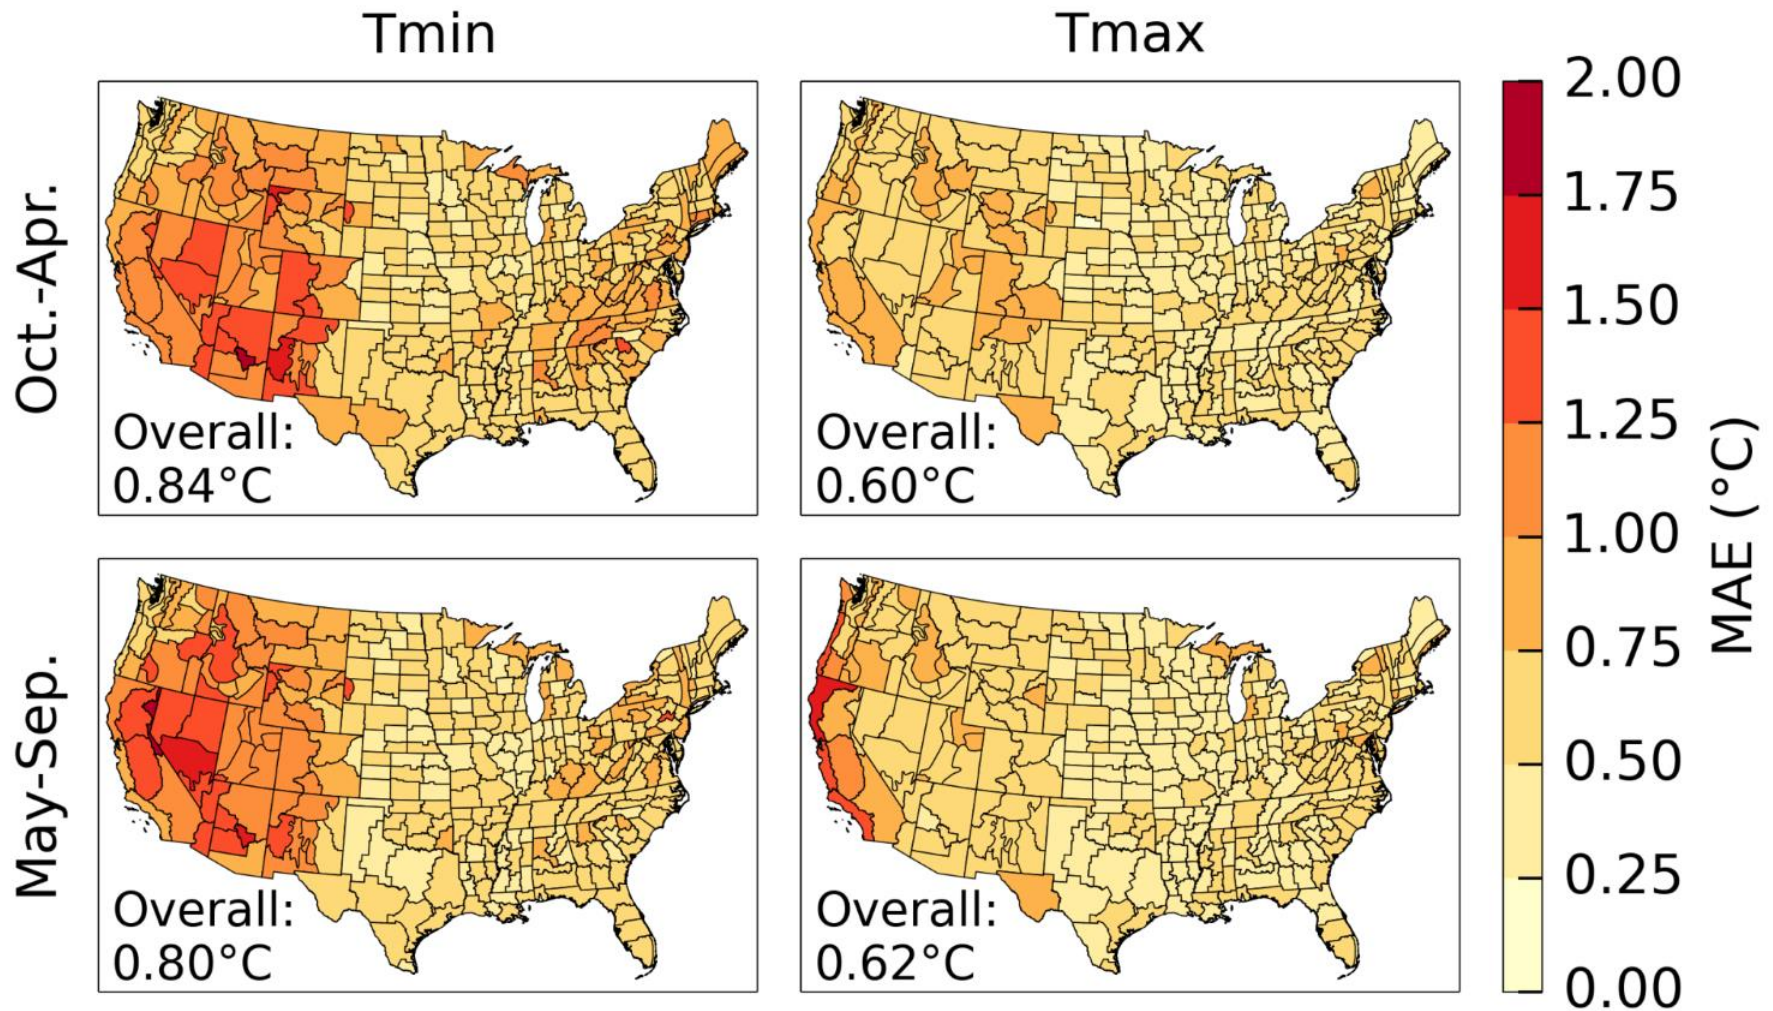 Tmin
Tmax
Oct.-Apr.
Overall:
0.84°C
Overall:
0.60°C
May-Sep.
Overall:
0.80°C
Overall:
0.62°C
2.00
1.75
1.50
1.25
1.00
0.75
0.50
0.25
0.00
MAE (°C)